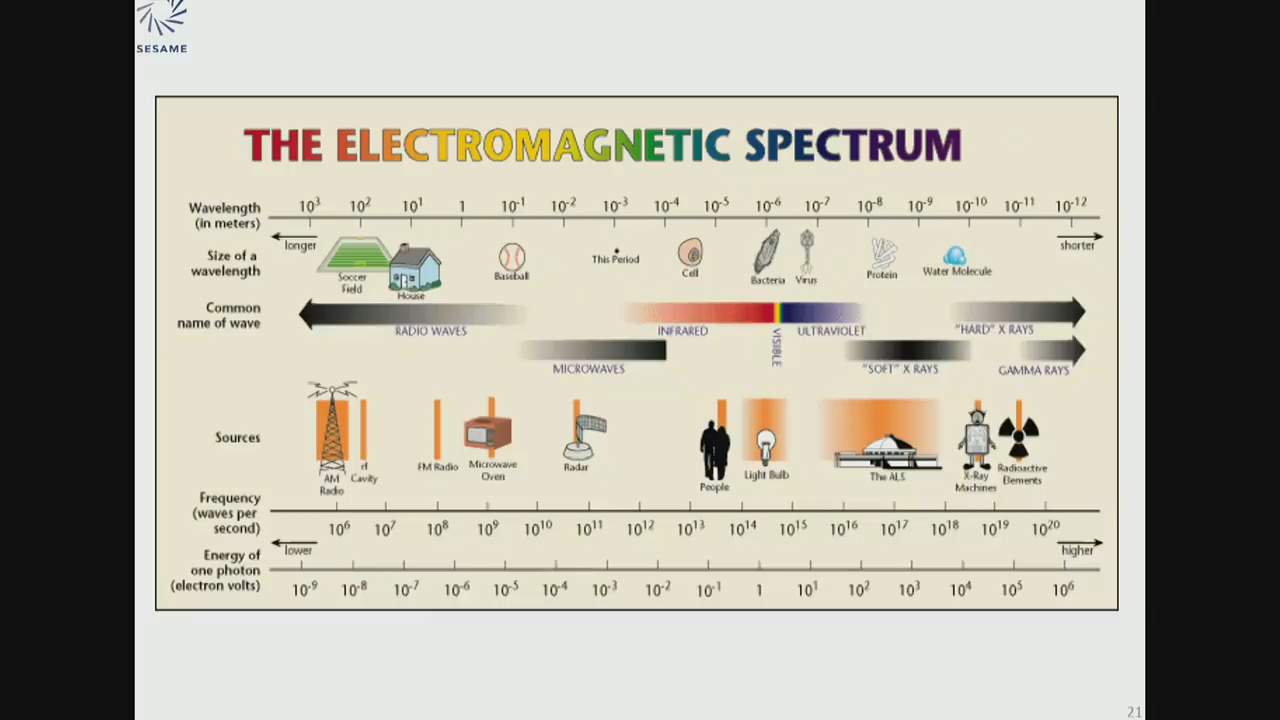 SESAME
THE ELECTROMAGNETIC SPECTRUM
Wavelength
(in meters)
10³ 10² 10¹ 1 10⁻¹ 10⁻² 10⁻³ 10⁻⁴ 10⁻⁵ 10⁻⁶ 10⁻⁷ 10⁻⁸ 10⁻⁹ 10⁻¹⁰ 10⁻¹¹ 10⁻¹²
longer
shorter
Size of a
wavelength
Soccer
Field
House
Baseball
This Period
Cell
Bacteria
Virus
Protein
Water Molecule
Common
name of wave
RADIO WAVES
INFRARED
VISIBLE
ULTRAVIOLET
"HARD" X RAYS
MICROWAVES
"SOFT" X RAYS
GAMMA RAYS
Sources
AM
Radio
rf
Cavity
FM Radio
Microwave
Oven
Radar
People
Light Bulb
The ALS
X-Ray
Machines
Radioactive
Elements
Frequency
(waves per
second)
10⁶ 10⁷ 10⁸ 10⁹ 10¹⁰ 10¹¹ 10¹² 10¹³ 10¹⁴ 10¹⁵ 10¹⁶ 10¹⁷ 10¹⁸ 10¹⁹ 10²⁰
lower
higher
Energy of
one photon
(electron volts)
10⁻⁹ 10⁻⁸ 10⁻⁷ 10⁻⁶ 10⁻⁵ 10⁻⁴ 10⁻³ 10⁻² 10⁻¹ 1 10¹ 10² 10³ 10⁴ 10⁵ 10⁶
21